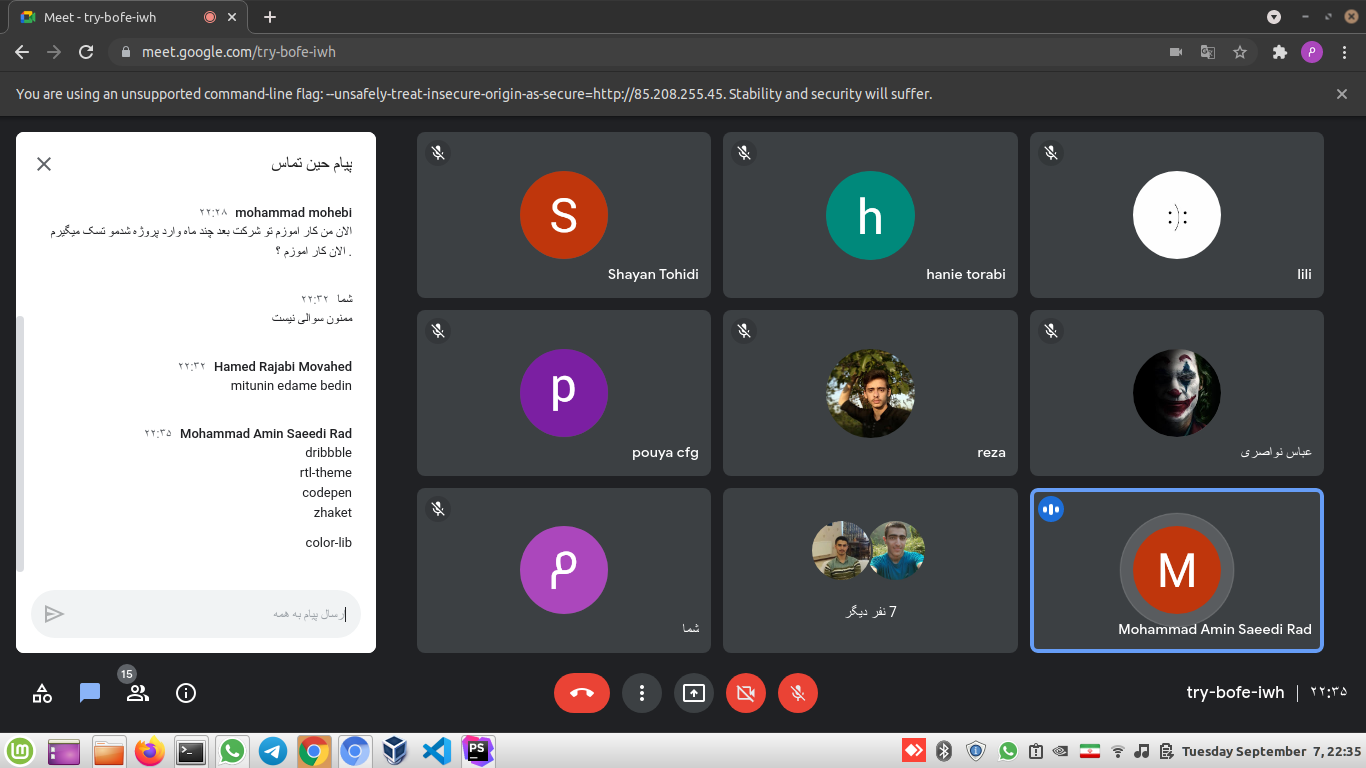 Meet - try-bofe-iwh
meet.google.com/try-bofe-iwh
You are using an unsupported command-line flag: --unsafely-treat-insecure-origin-as-secure=http://85.208.255.45. Stability and security will suffer.
پیام حین تماس
mohammad mohebi ۲۲:۲۸
الان من کار اموزم تو شرکت بعد چند ماه وارد پروژه شدمو تسک میگیرم
. الان کار اموزم ؟
شما ۲۲:۳۲
ممنون سوالی نیست
Hamed Rajabi Movahed ۲۲:۳۲
mitunin edame bedin
Mohammad Amin Saeedi Rad ۲۲:۳۵
dribbble
rtl-theme
codepen
zhaket
color-lib
ارسال پیام به همه
S
Shayan Tohidi
h
hanie torabi
:):
lili
p
pouya cfg
reza
عباس نواصری
م
شما
7 نفر دیگر
M
Mohammad Amin Saeedi Rad
15
try-bofe-iwh | ۲۲:۳۵
PS
Tuesday September 7, 22:35